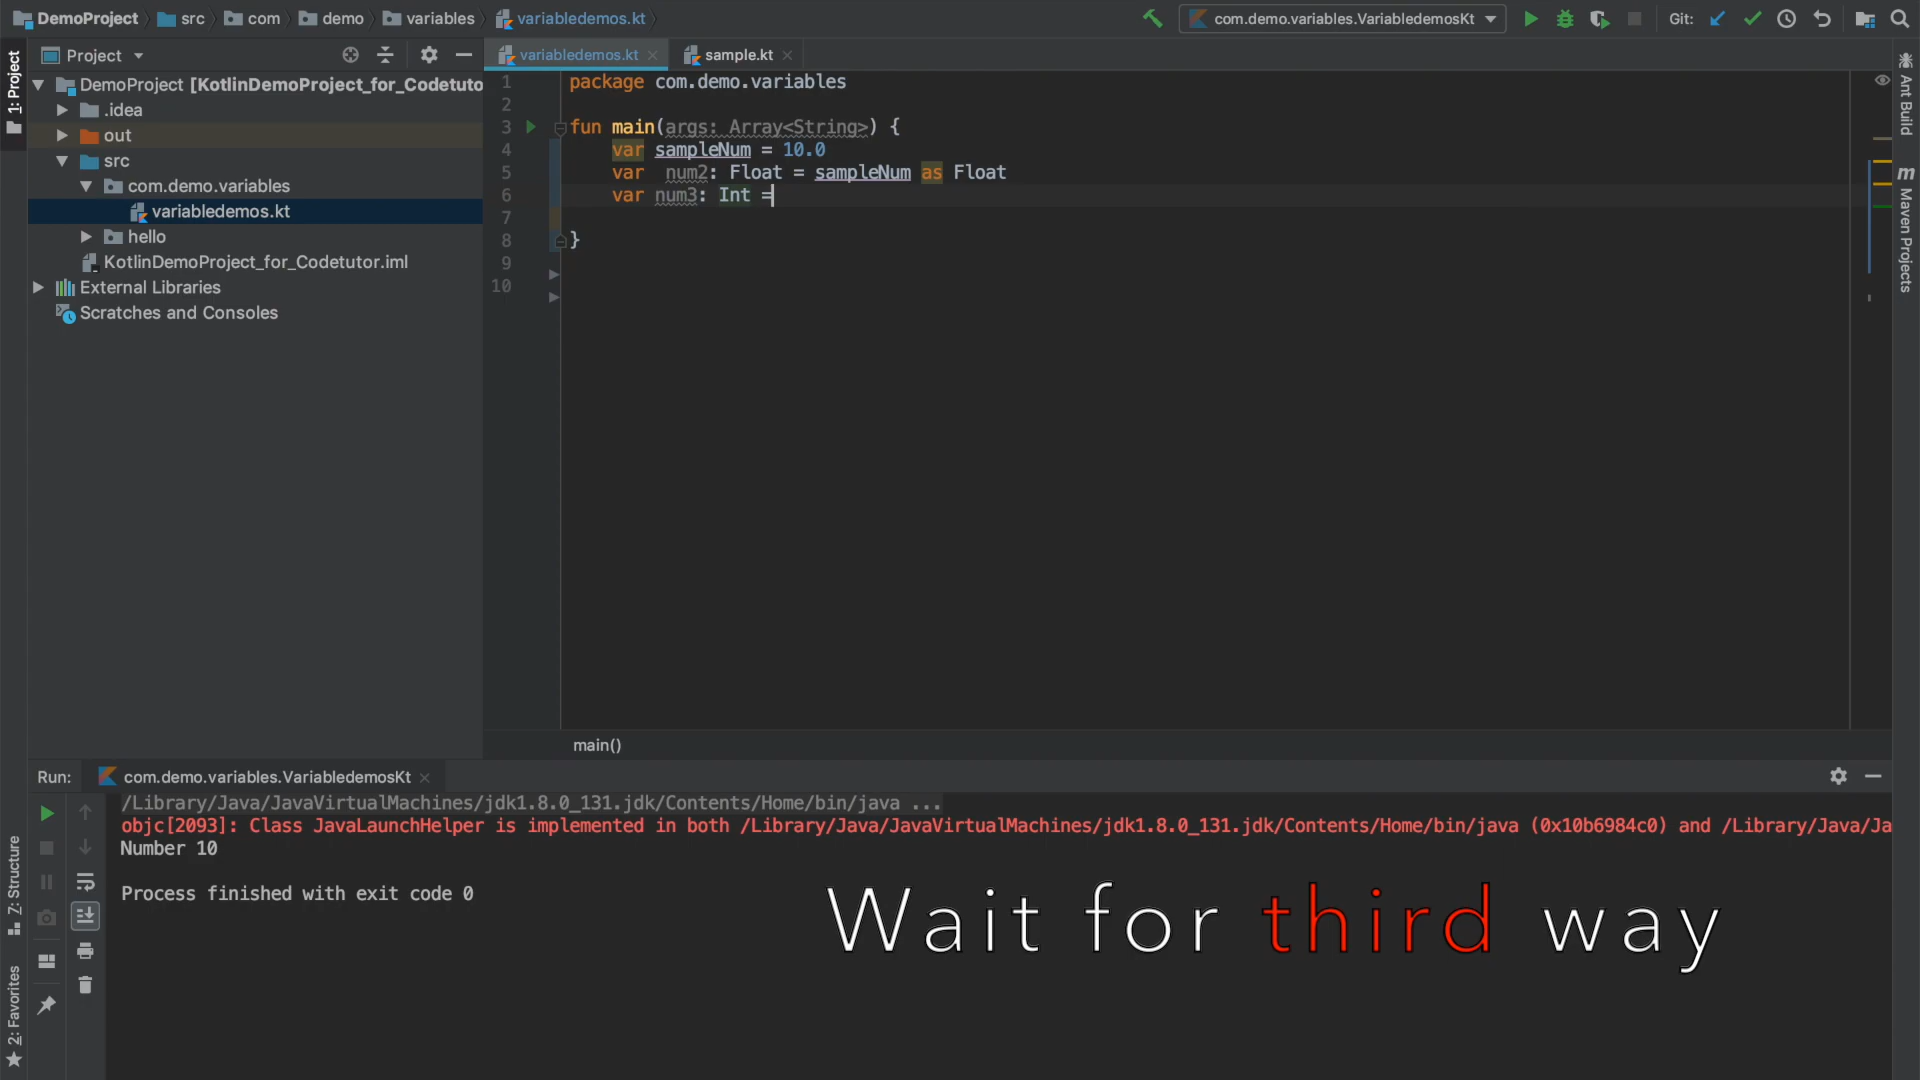 DemoProject src com demo variables variabledemos.kt com.demo.variables.VariabledemosKt Git:
Project variabledemos.kt sample.kt
1: Project
DemoProject [KotlinDemoProject_for_Codetuto
.idea
out
src
com.demo.variables
variabledemos.kt
hello
KotlinDemoProject_for_Codetutor.iml
External Libraries
Scratches and Consoles
1 package com.demo.variables
2
3 fun main(args: Array<String>) {
4 var sampleNum = 10.0
5 var num2: Float = sampleNum as Float
6 var num3: Int =
7
8 }
9
10
main()
Ant Build
m Maven Projects
Run: com.demo.variables.VariabledemosKt
/Library/Java/JavaVirtualMachines/jdk1.8.0_131.jdk/Contents/Home/bin/java ...
objc[2093]: Class JavaLaunchHelper is implemented in both /Library/Java/JavaVirtualMachines/jdk1.8.0_131.jdk/Contents/Home/bin/java (0x10b6984c0) and /Library/Java/Ja
Number 10
Process finished with exit code 0
Z: Structure
2: Favorites
Wait for third way